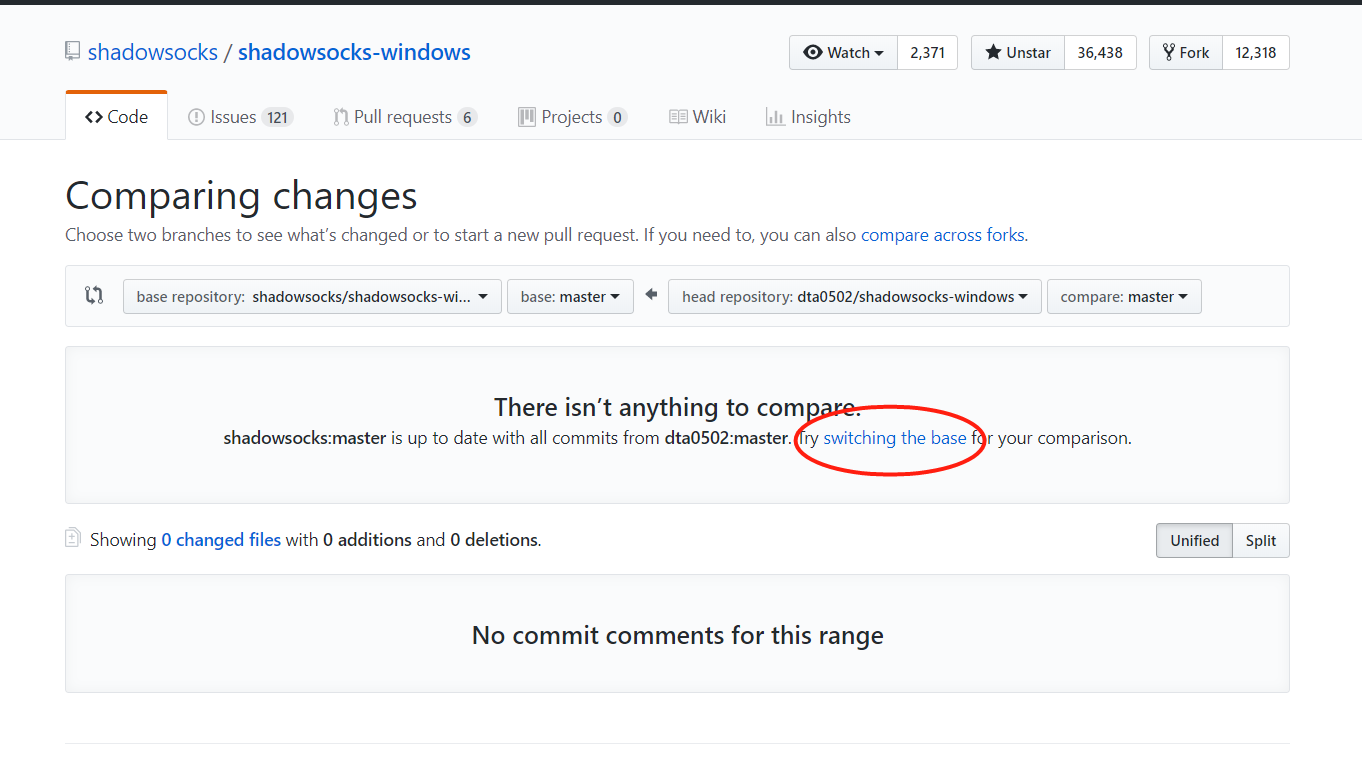 shadowsocks / shadowsocks-windows
Watch 2,371 Unstar 36,438 Fork 12,318
Code Issues 121 Pull requests 6 Projects 0 Wiki Insights
Comparing changes
Choose two branches to see what’s changed or to start a new pull request. If you need to, you can also compare across forks.
base repository: shadowsocks/shadowsocks-wi... base: master head repository: dta0502/shadowsocks-windows compare: master
There isn’t anything to compare.
shadowsocks:master is up to date with all commits from dta0502:master. Try switching the base for your comparison.
Showing 0 changed files with 0 additions and 0 deletions.
Unified Split
No commit comments for this range